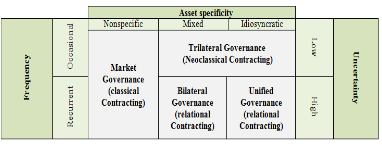 Asset specificity
Nonspecific Mixed Idiosyncratic
Frequency
Occasional
Recurrent
Market
Governance
(classical
Contracting)
Trilateral Governance
(Neoclassical Contracting)
Bilateral
Governance
(relational
Contracting)
Unified
Governance
(relational
Contracting)
Low
High
Uncertainty